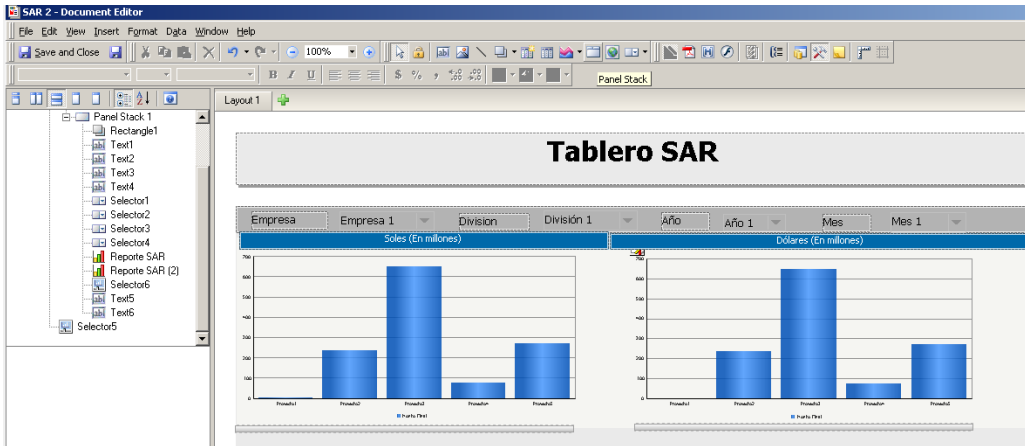 SAR 2 - Document Editor
File Edit View Insert Format Data Window Help
Save and Close 100%
B I U $ %
Panel Stack
Layout 1
Panel Stack 1
Rectangle1
Text1
Text2
Text3
Text4
Selector1
Selector2
Selector3
Selector4
Reporte SAR
Reporte SAR (2)
Selector6
Text5
Text6
Selector5
Tablero SAR
Empresa Empresa 1 Division División 1 Año Año 1 Mes Mes 1
Soles (En millones) Dólares (En millones)
700 700
600 600
500 500
400 400
300 300
200 200
100 100
0 0